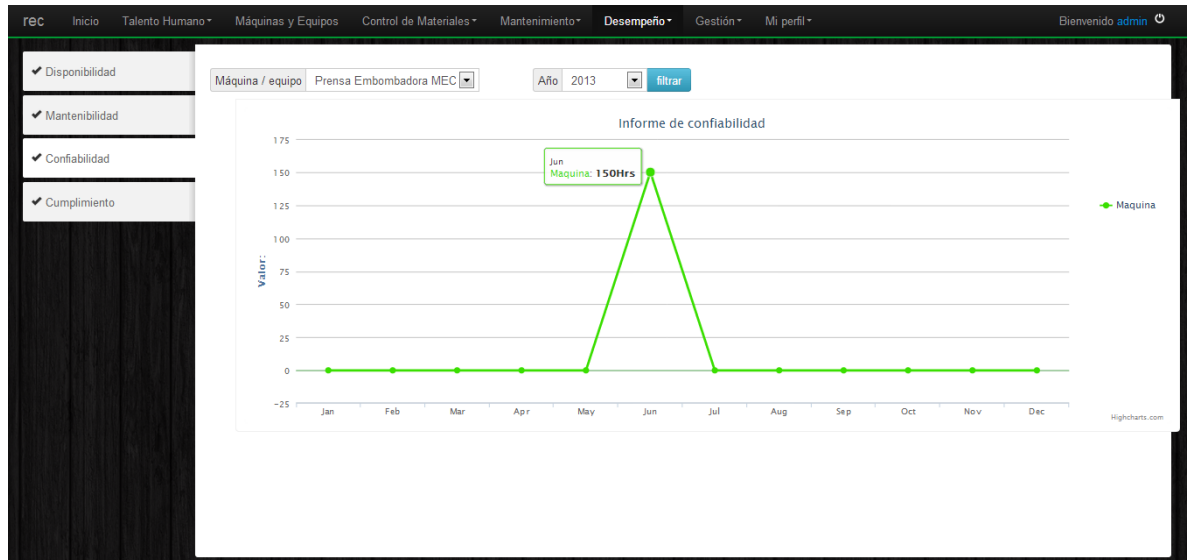 rec Inicio Talento Humano Máquinas y Equipos Control de Materiales Mantenimiento Desempeño Gestión Mi perfil Bienvenido admin
Disponibilidad
Mantenibilidad
Confiabilidad
Cumplimiento
Máquina / equipo Prensa Embombadora MEC Año 2013 filtrar
Informe de confiabilidad
175
150
125
100
75
50
25
0
-25
Valor:
Jun
Maquina: 150Hrs
Maquina
Jan Feb Mar Apr May Jun Jul Aug Sep Oct Nov Dec
Highcharts.com